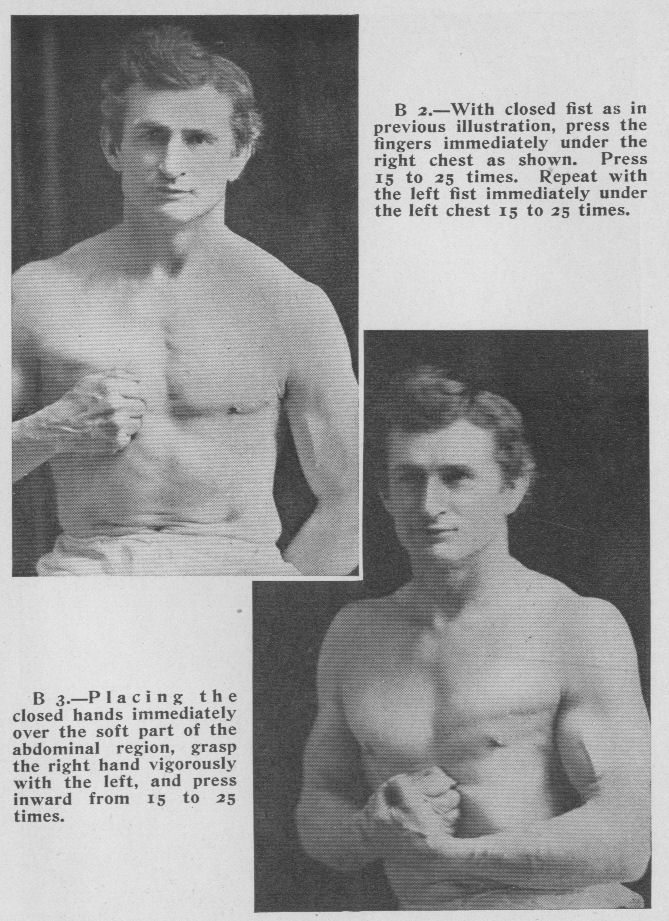 B 2.—With closed fist as in
previous illustration, press the
fingers immediately under the
right chest as shown. Press
15 to 25 times. Repeat with
the left fist immediately under
the left chest 15 to 25 times.
B 3.—Placing the
closed hands immediately
over the soft part of the
abdominal region, grasp
the right hand vigorously
with the left, and press
inward from 15 to 25
times.